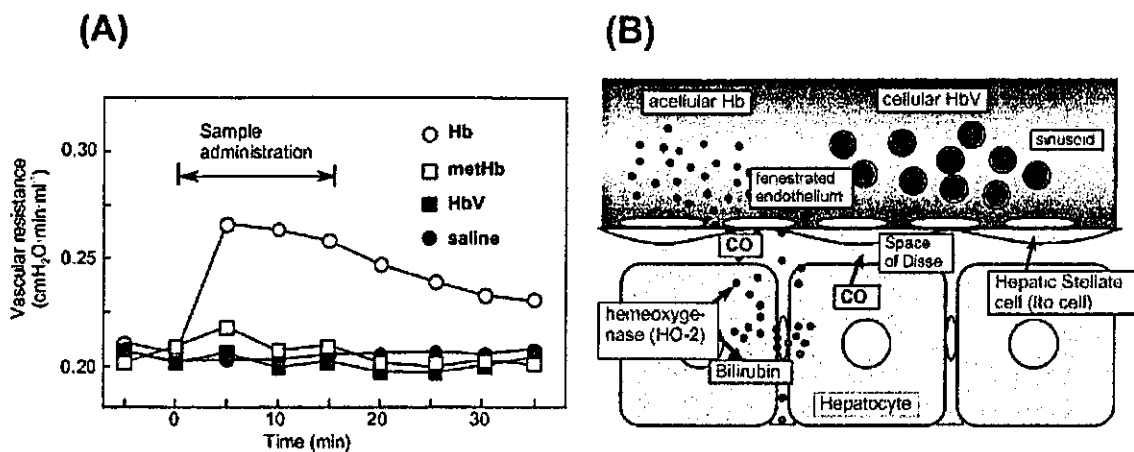 (A)
Vascular resistance
(cmH₂O·min·ml⁻¹)
0.30
0.25
0.20
Sample
administration
Hb
metHb
HbV
saline
0
10
20
30
Time (min)
(B)
acellular Hb
cellular HbV
sinusoid
fenestrated
endothelium
CO
Space
of Disse
CO
Hepatic Stellate
cell (Ito cell)
hemeoxyge-
nase (HO-2)
Bilirubin
Hepatocyte